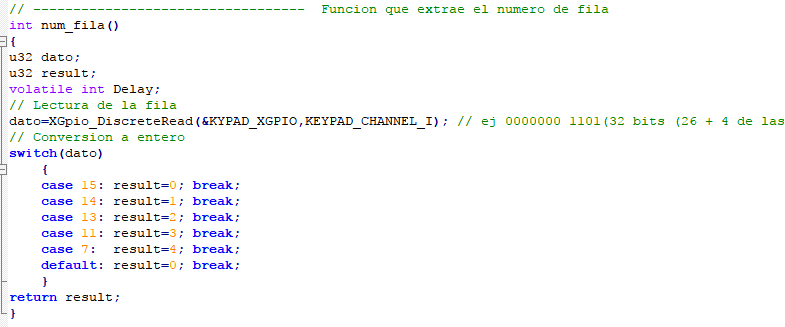 // ---------------------------------- Funcion que extrae el numero de fila
int num_fila()
{
u32 dato;
u32 result;
volatile int Delay;
// Lectura de la fila
dato=XGpio_DiscreteRead(&KYPAD_XGPIO,KEYPAD_CHANNEL_I); // ej 0000000 1101(32 bits (26 + 4 de las
// Conversion a entero
switch(dato)
{
case 15: result=0; break;
case 14: result=1; break;
case 13: result=2; break;
case 11: result=3; break;
case 7:  result=4; break;
default: result=0; break;
}
return result;
}